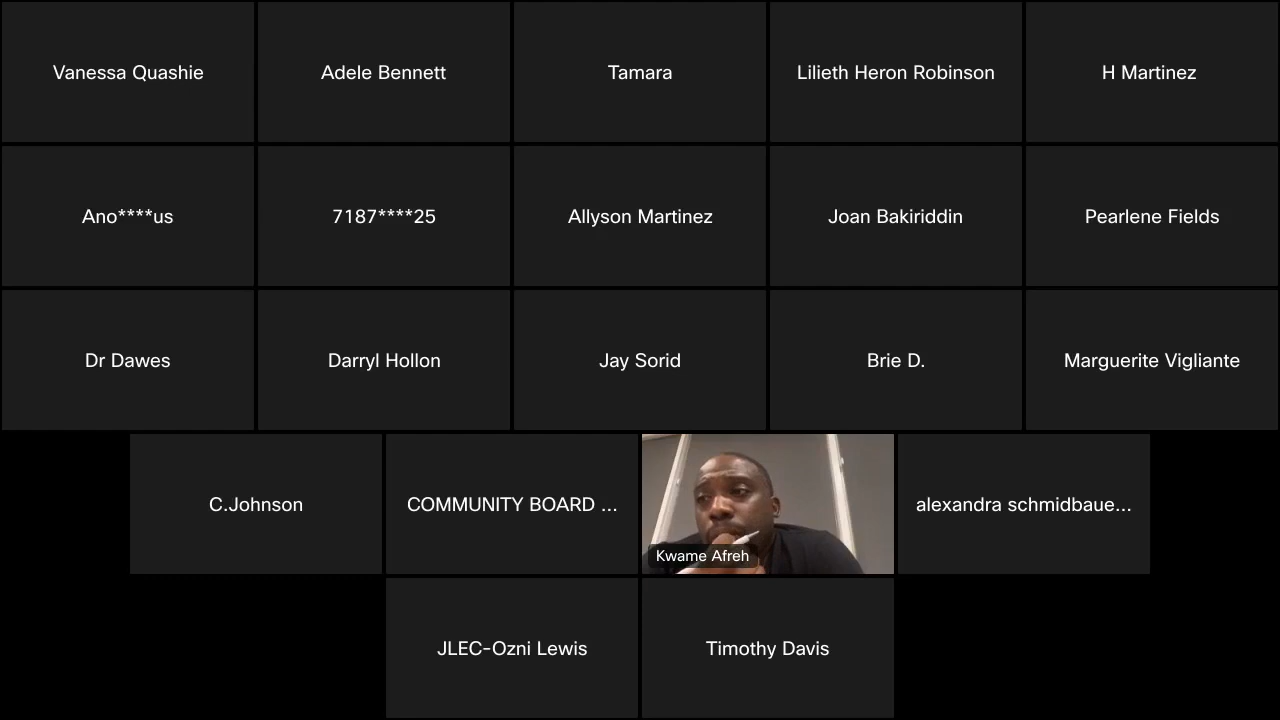 Vanessa Quashie
Adele Bennett
Tamara
Lilieth Heron Robinson
H Martinez
Ano****us
7187****25
Allyson Martinez
Joan Bakiriddin
Pearlene Fields
Dr Dawes
Darryl Hollon
Jay Sorid
Brie D.
Marguerite Vigliante
C.Johnson
COMMUNITY BOARD ...
Kwame Afreh
alexandra schmidbaue...
JLEC-Ozni Lewis
Timothy Davis